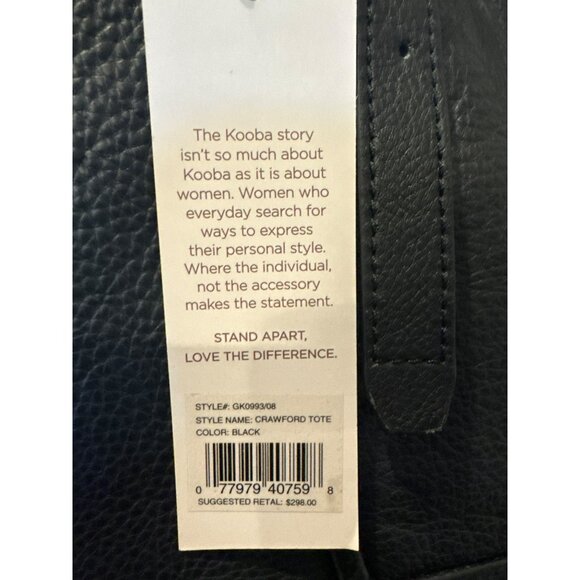 The Kooba story
isn't so much about
Kooba as it is about
women. Women who
everyday search for
ways to express
their personal style.
Where the individual,
not the accessory
makes the statement.
STAND APART,
LOVE THE DIFFERENCE.
STYLE#: GK0993/08
STYLE NAME: CRAWFORD TOTE
COLOR: BLACK
0 77979 40759 8
SUGGESTED RETAL: $298.00